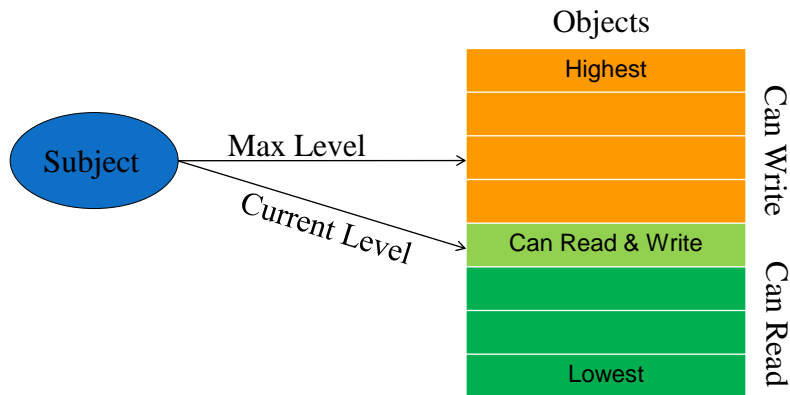 Objects
Highest
Can Write
Subject
Max Level
Current Level
Can Read & Write
Can Read
Lowest